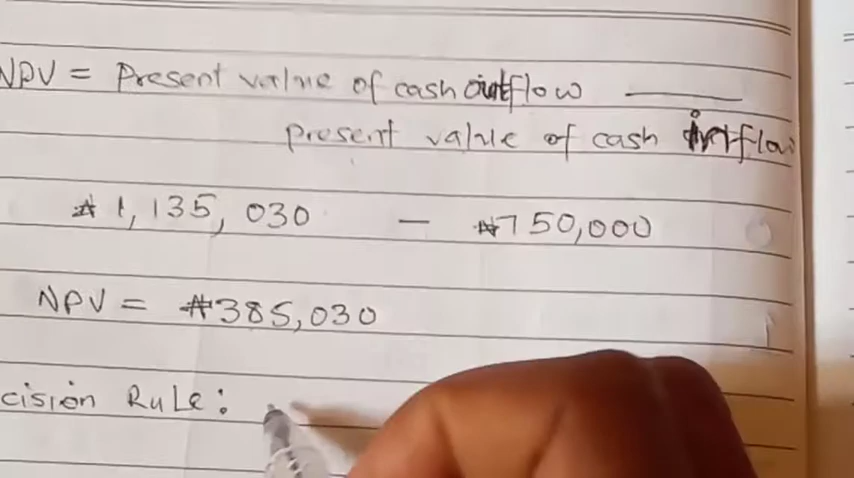 NPV = Present value of cash outflow —
present value of cash inflow
₦1,135,030 — ₦750,000
NPV = ₦385,030
cision Rule: